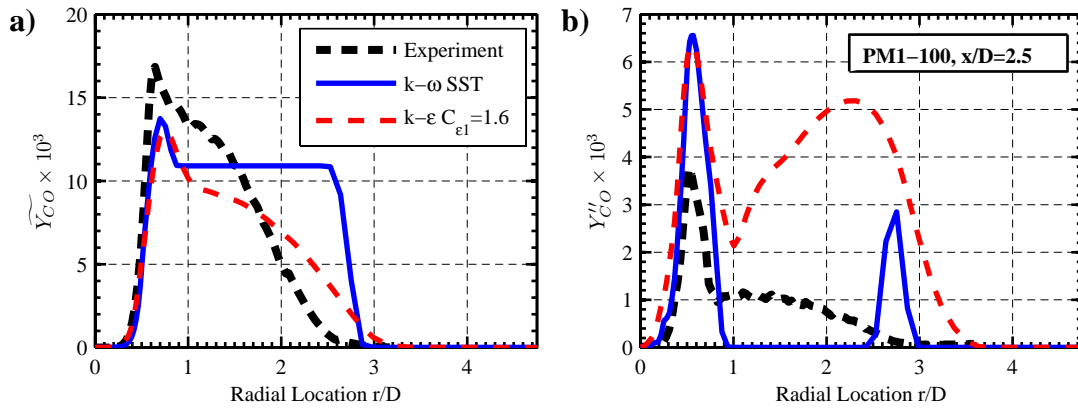 a)
20
15
10
5
0
0
1
2
3
4
Ỹ_CO × 10³
Radial Location r/D
Experiment
k−ω SST
k−ε C_ε1=1.6
b)
7
6
5
4
3
2
1
0
0
1
2
3
4
Y''_CO × 10³
Radial Location r/D
PM1−100, x/D=2.5